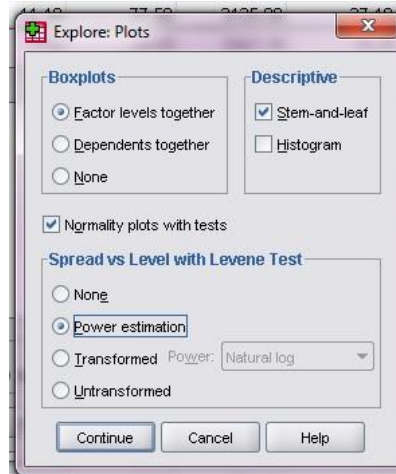 Explore: Plots
Boxplots
Factor levels together
Dependents together
None
Descriptive
Stem-and-leaf
Histogram
Normality plots with tests
Spread vs Level with Levene Test
None
Power estimation
Transformed Power: Natural log
Untransformed
Continue Cancel Help